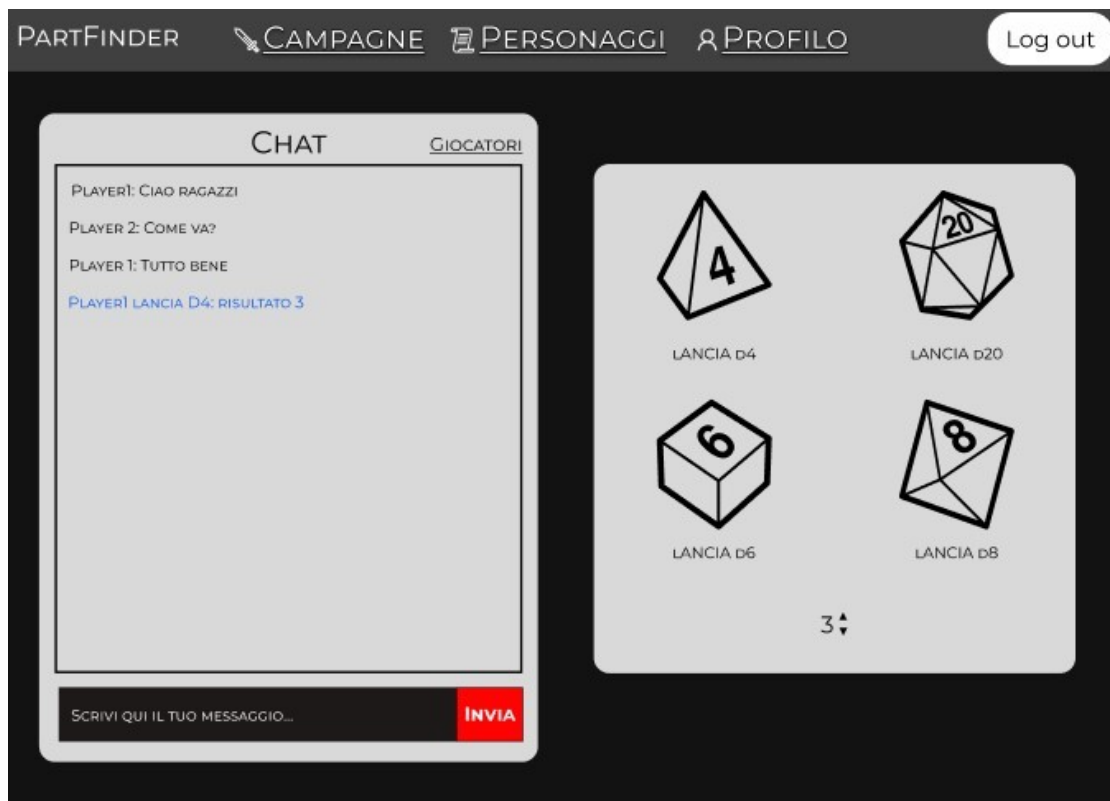 PartFinder Campagne Personaggi Profilo Log out
Chat Giocatori
Player1: Ciao ragazzi
Player 2: Come va?
Player 1: Tutto bene
Player1 lancia D4: risultato 3
Scrivi qui il tuo messaggio... Invia
4 20
lancia d4 lancia d20
6 8
lancia d6 lancia d8
3